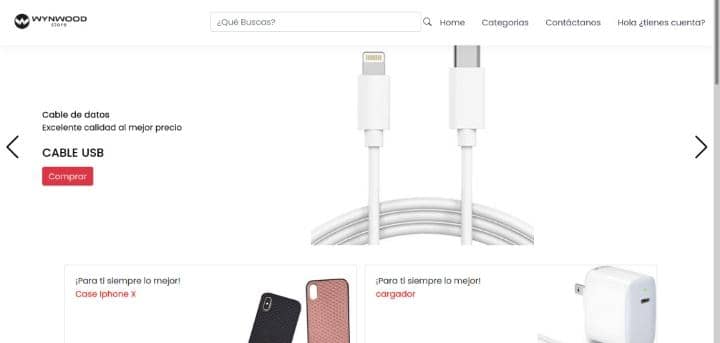 WYNWOOD
store
¿Qué Buscas?
Home
Categorias
Contáctanos
Hola ¿tienes cuenta?
Cable de datos
Excelente calidad al mejor precio
CABLE USB
Comprar
¡Para ti siempre lo mejor!
Case Iphone X
¡Para ti siempre lo mejor!
cargador